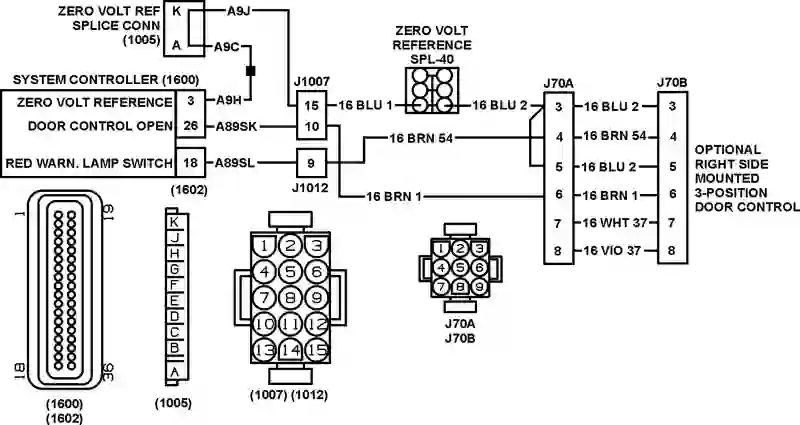 ZERO VOLT REF
SPLICE CONN
(1005)
K
A
A9J
A9C
SYSTEM CONTROLLER (1600)
ZERO VOLT REFERENCE 3 A9H
DOOR CONTROL OPEN 26 A89SK
RED WARN. LAMP SWITCH 18 A89SL
(1602)
J1007
15
10
9
J1012
ZERO VOLT
REFERENCE
SPL-40
16 BLU 1
16 BLU 2
16 BRN 54
16 BRN 1
J70A J70B
3 16 BLU 2 3
4 16 BRN 54 4
5 16 BLU 2 5
6 16 BRN 1 6
7 16 WHT 37 7
8 16 VIO 37 8
OPTIONAL
RIGHT SIDE
MOUNTED
3-POSITION
DOOR CONTROL
1 19
18 36
(1600)
(1602)
K
J
H
G
F
E
D
C
B
A
(1005)
1 2 3
4 5 6
7 8 9
10 11 12
13 14 15
(1007) (1012)
1 2 3
4 5 6
7 8 9
J70A
J70B